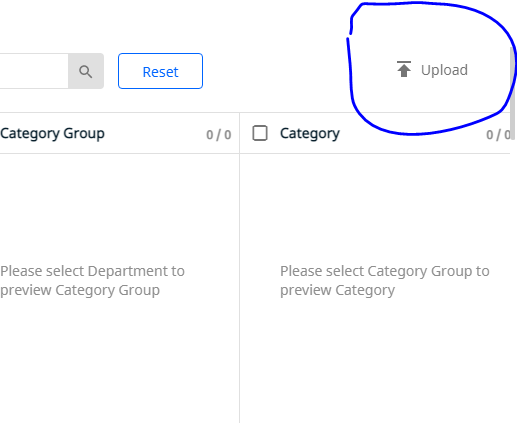 Reset
Upload
Category Group 0 / 0
Category 0 / 0
Please select Department to
preview Category Group
Please select Category Group to
preview Category